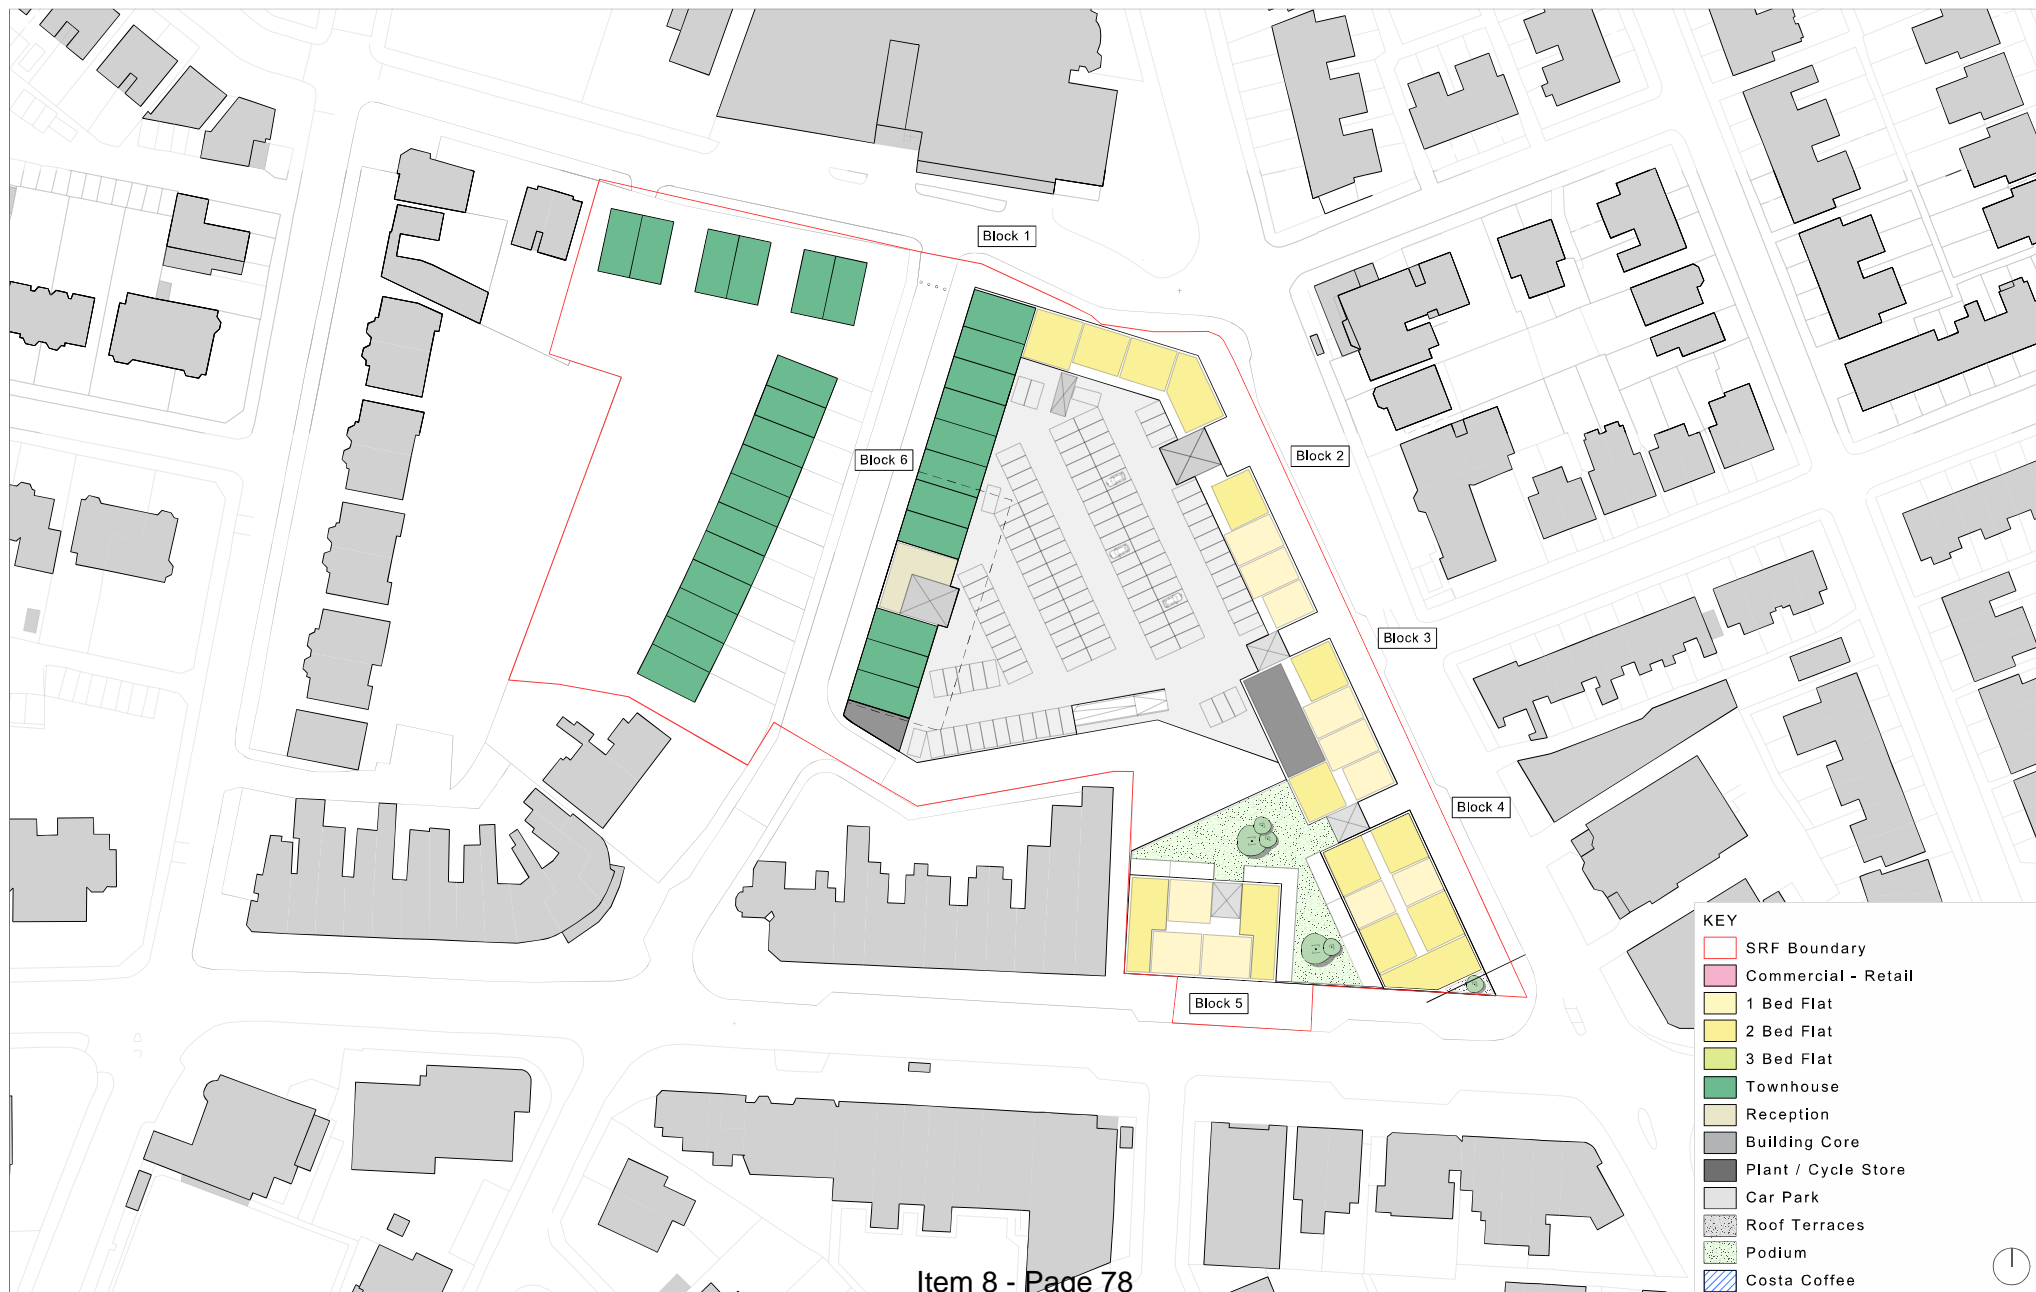 Block 1
Block 2
Block 6
Block 3
Block 4
Block 5
KEY
SRF Boundary
Commercial - Retail
1 Bed Flat
2 Bed Flat
3 Bed Flat
Townhouse
Reception
Building Core
Plant / Cycle Store
Car Park
Roof Terraces
Podium
Costa Coffee
Item 8 - Page 78